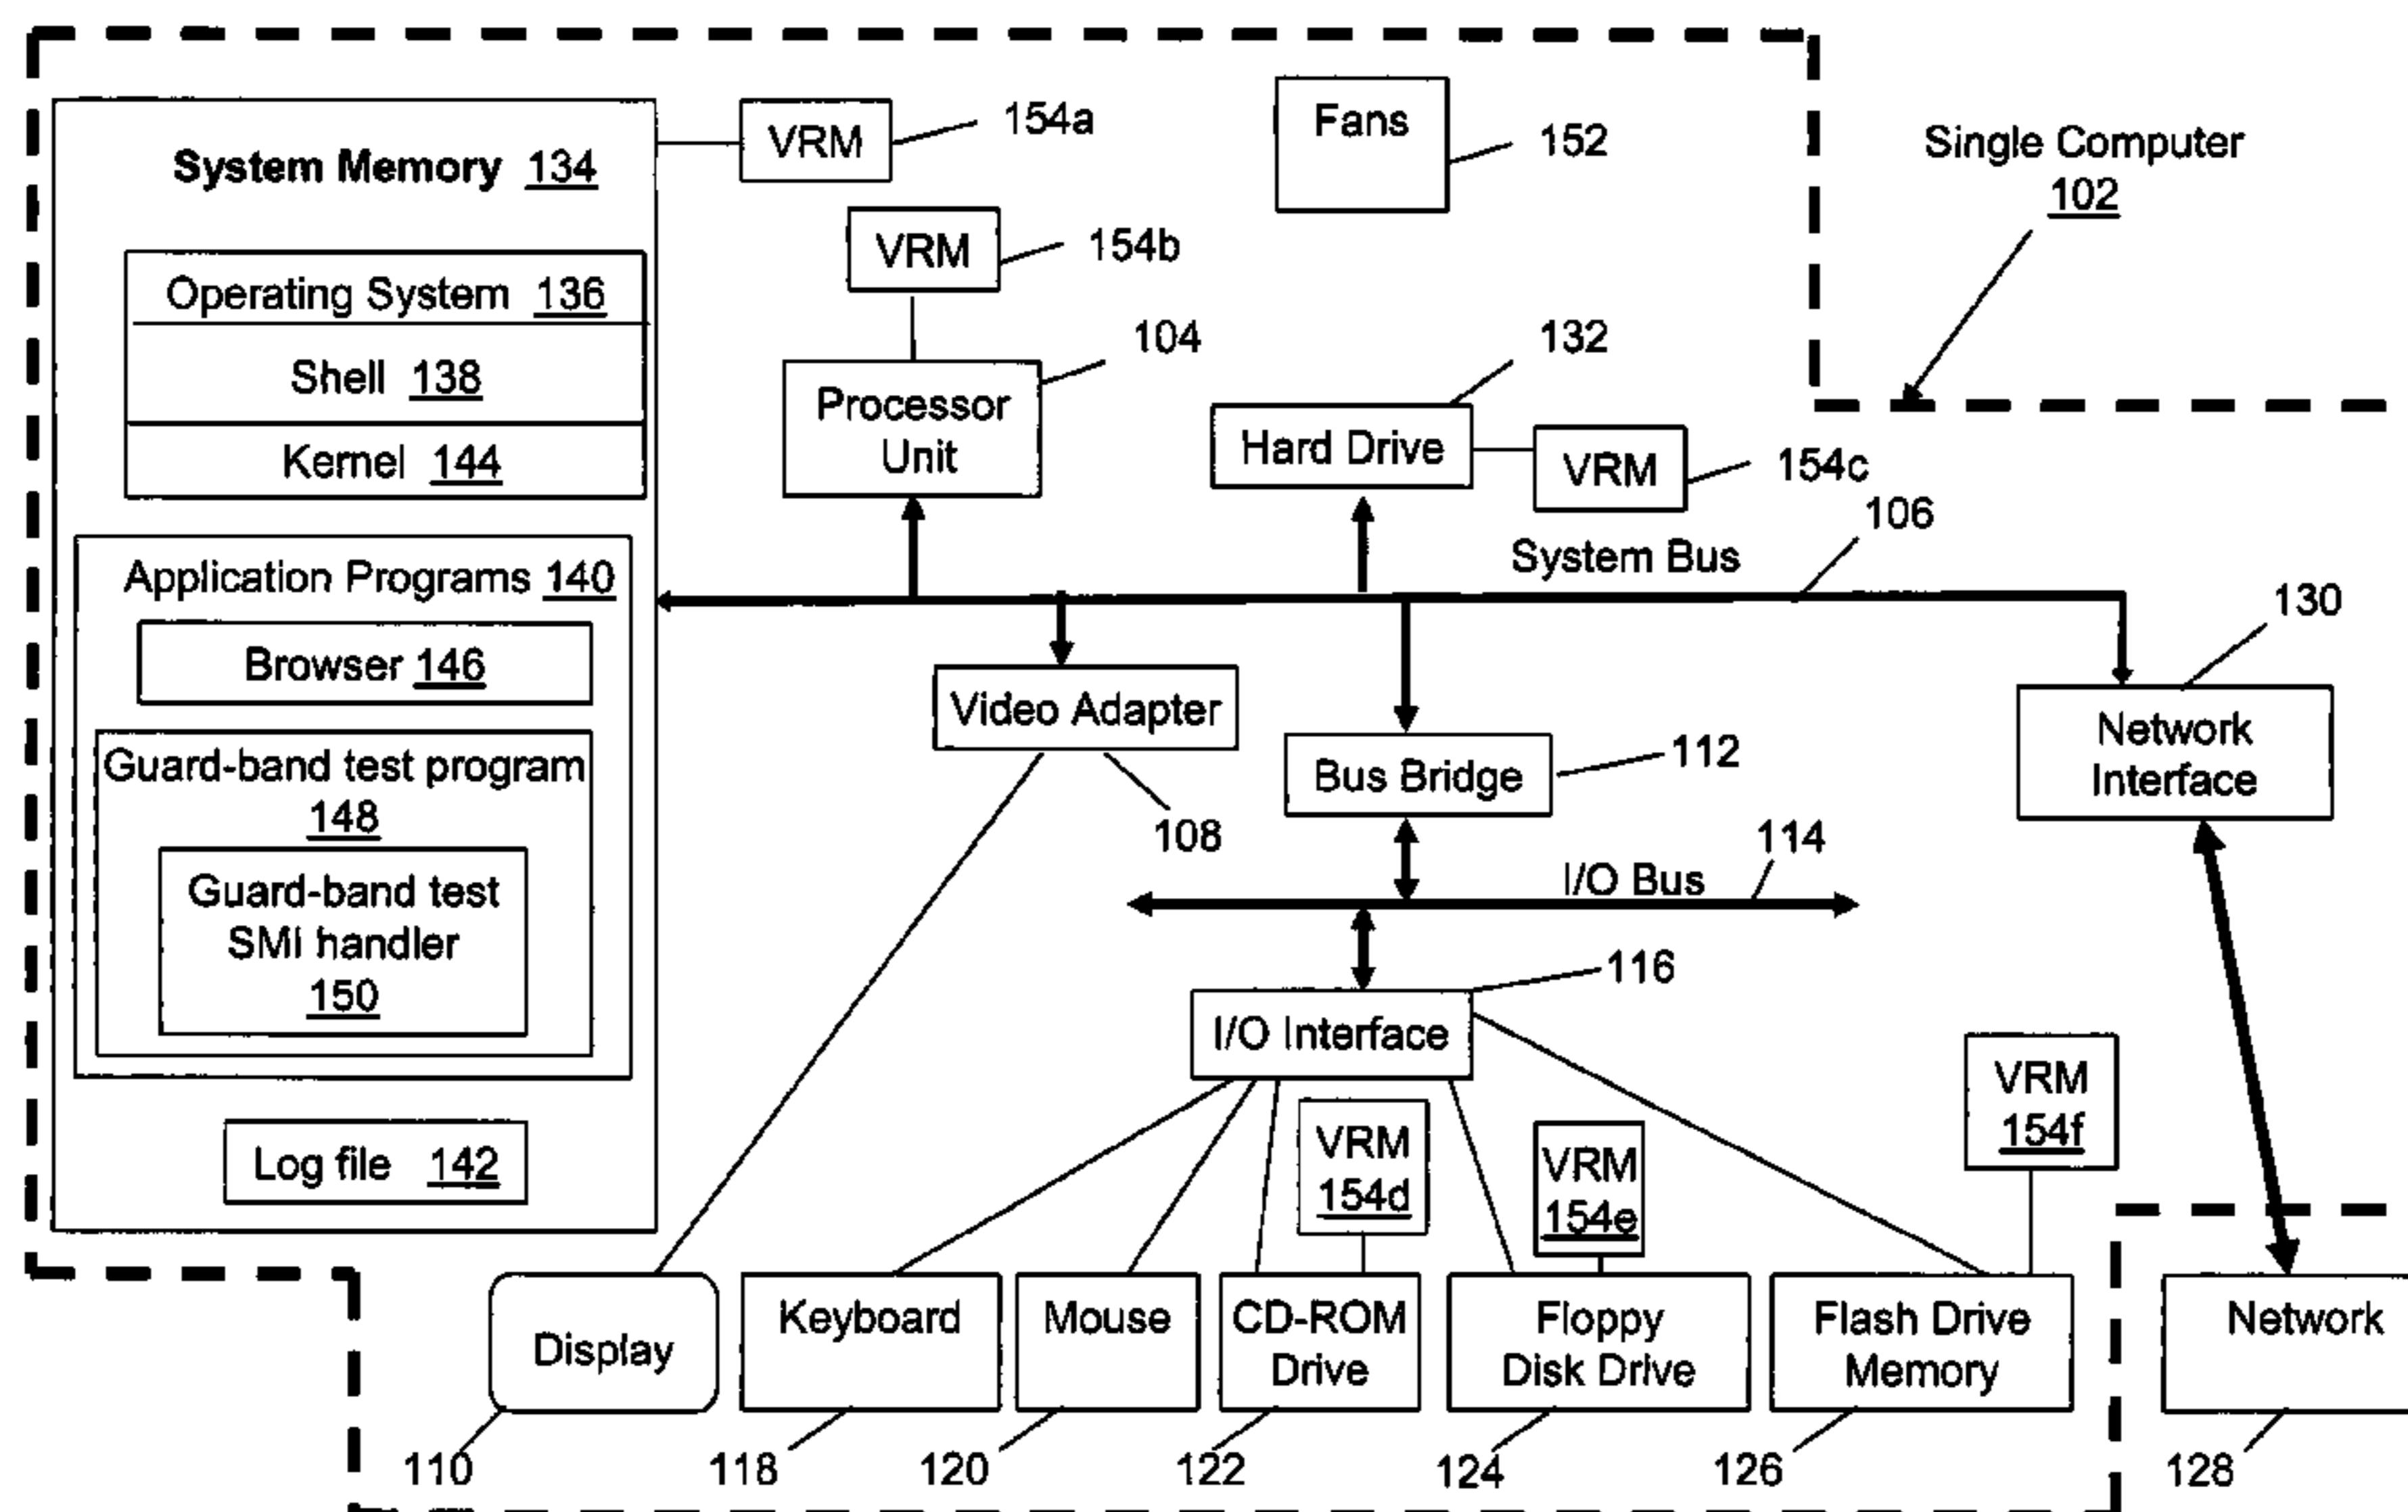 System Memory 134
Operating System 136
Shell 138
Kernel 144
Application Programs 140
Browser 146
Guard-band test program
148
Guard-band test
SMI handler
150
Log file 142
VRM
154a
VRM
154b
Processor
Unit
104
Fans
152
Single Computer
102
Hard Drive
132
VRM
154c
System Bus
106
Video Adapter
108
Bus Bridge
112
Network
Interface
130
I/O Bus
114
I/O Interface
116
VRM
154d
VRM
154e
VRM
154f
Display
110
Keyboard
118
Mouse
120
CD-ROM
Drive
122
Floppy
Disk Drive
124
Flash Drive
Memory
126
Network
128